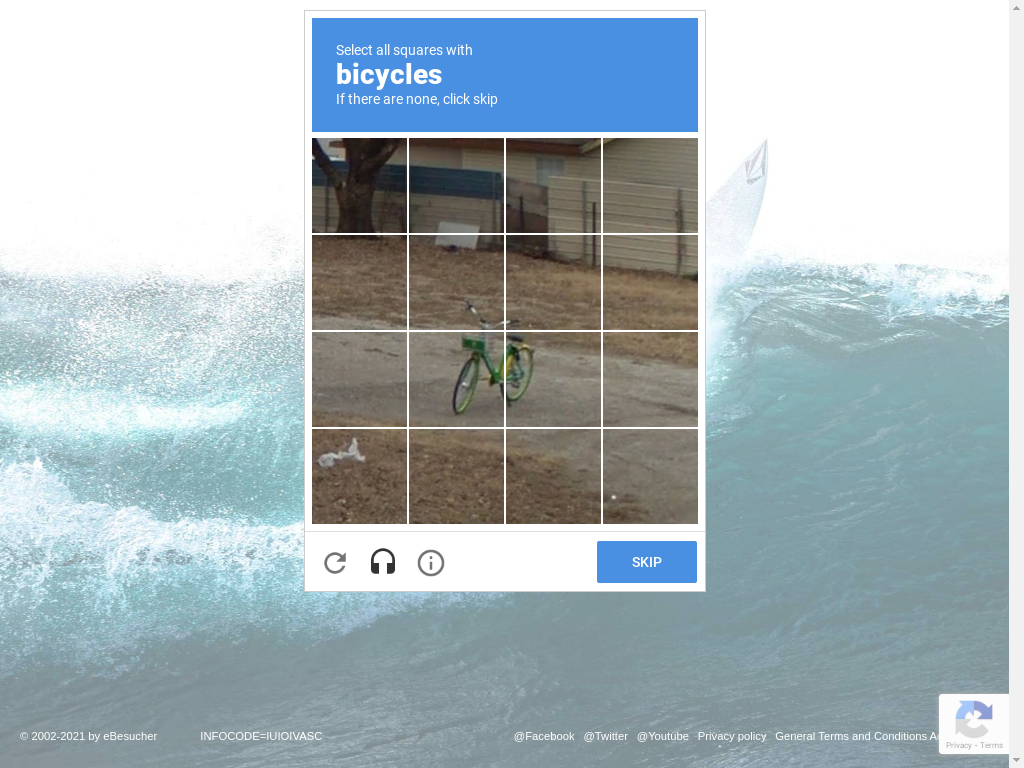 Select all squares with
bicycles
If there are none, click skip
SKIP
© 2002-2021 by eBesucher INFOCODE=IUIOIVASC @Facebook @Twitter @Youtube Privacy policy General Terms and Conditions
Privacy - Terms